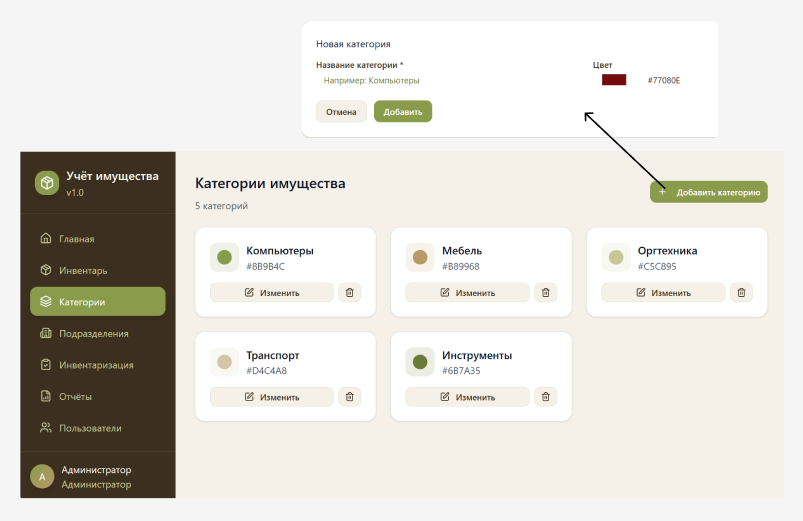 Новая категория
Название категории *
Цвет
Например: Компьютеры
#77080E
Отмена
Добавить
Учёт имущества
v1.0
Главная
Инвентарь
Категории
Подразделения
Инвентаризация
Отчёты
Пользователи
A
Администратор
Администратор
Категории имущества
5 категорий
+ Добавить категорию
Компьютеры
#8B9B4C
Изменить
Мебель
#B89968
Изменить
Оргтехника
#C5C895
Изменить
Транспорт
#D4C4A8
Изменить
Инструменты
#6B7A35
Изменить